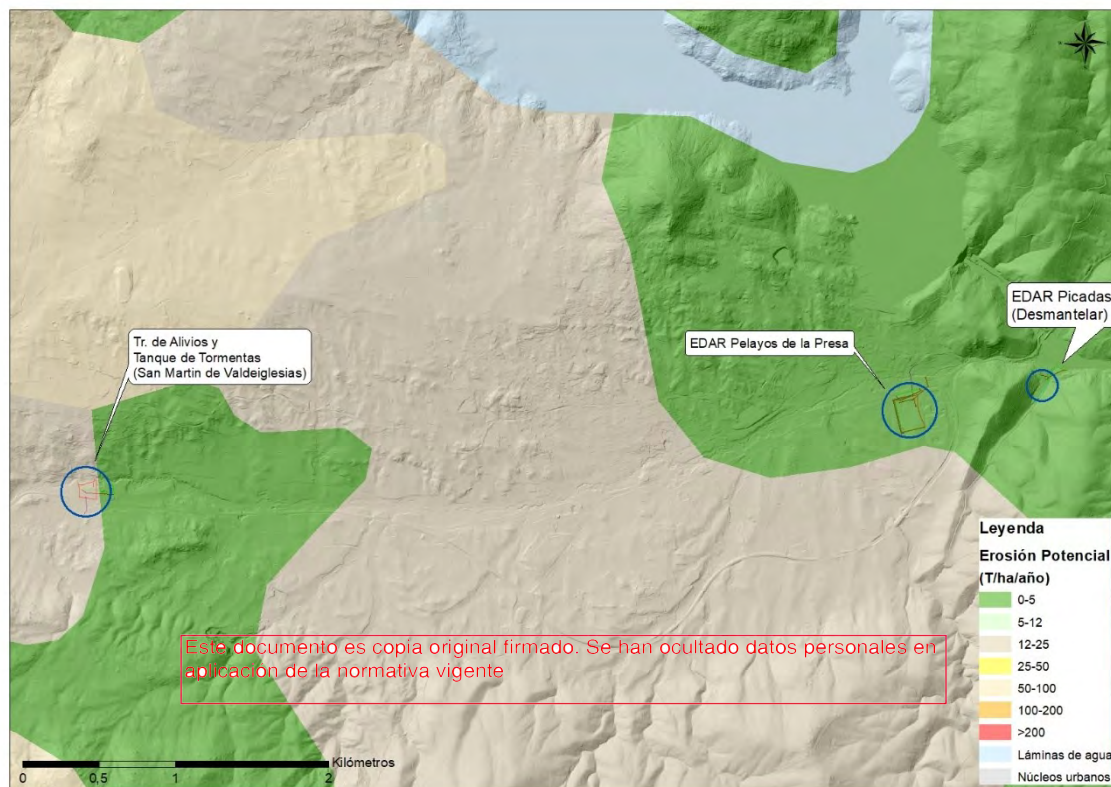 EDAR Picadas
(Desmantelar)
Tr. de Alivios y
Tanque de Tormentas
(San Martin de Valdeiglesias)
EDAR Pelayos de la Presa
Leyenda
Erosión Potencial
(T/ha/año)
0-5
5-12
12-25
25-50
50-100
100-200
>200
Láminas de agua
Núcleos urbanos
Este documento es copia original firmado. Se han ocultado datos personales en
aplicación de la normativa vigente
Kilómetros
0 0,5 1 2